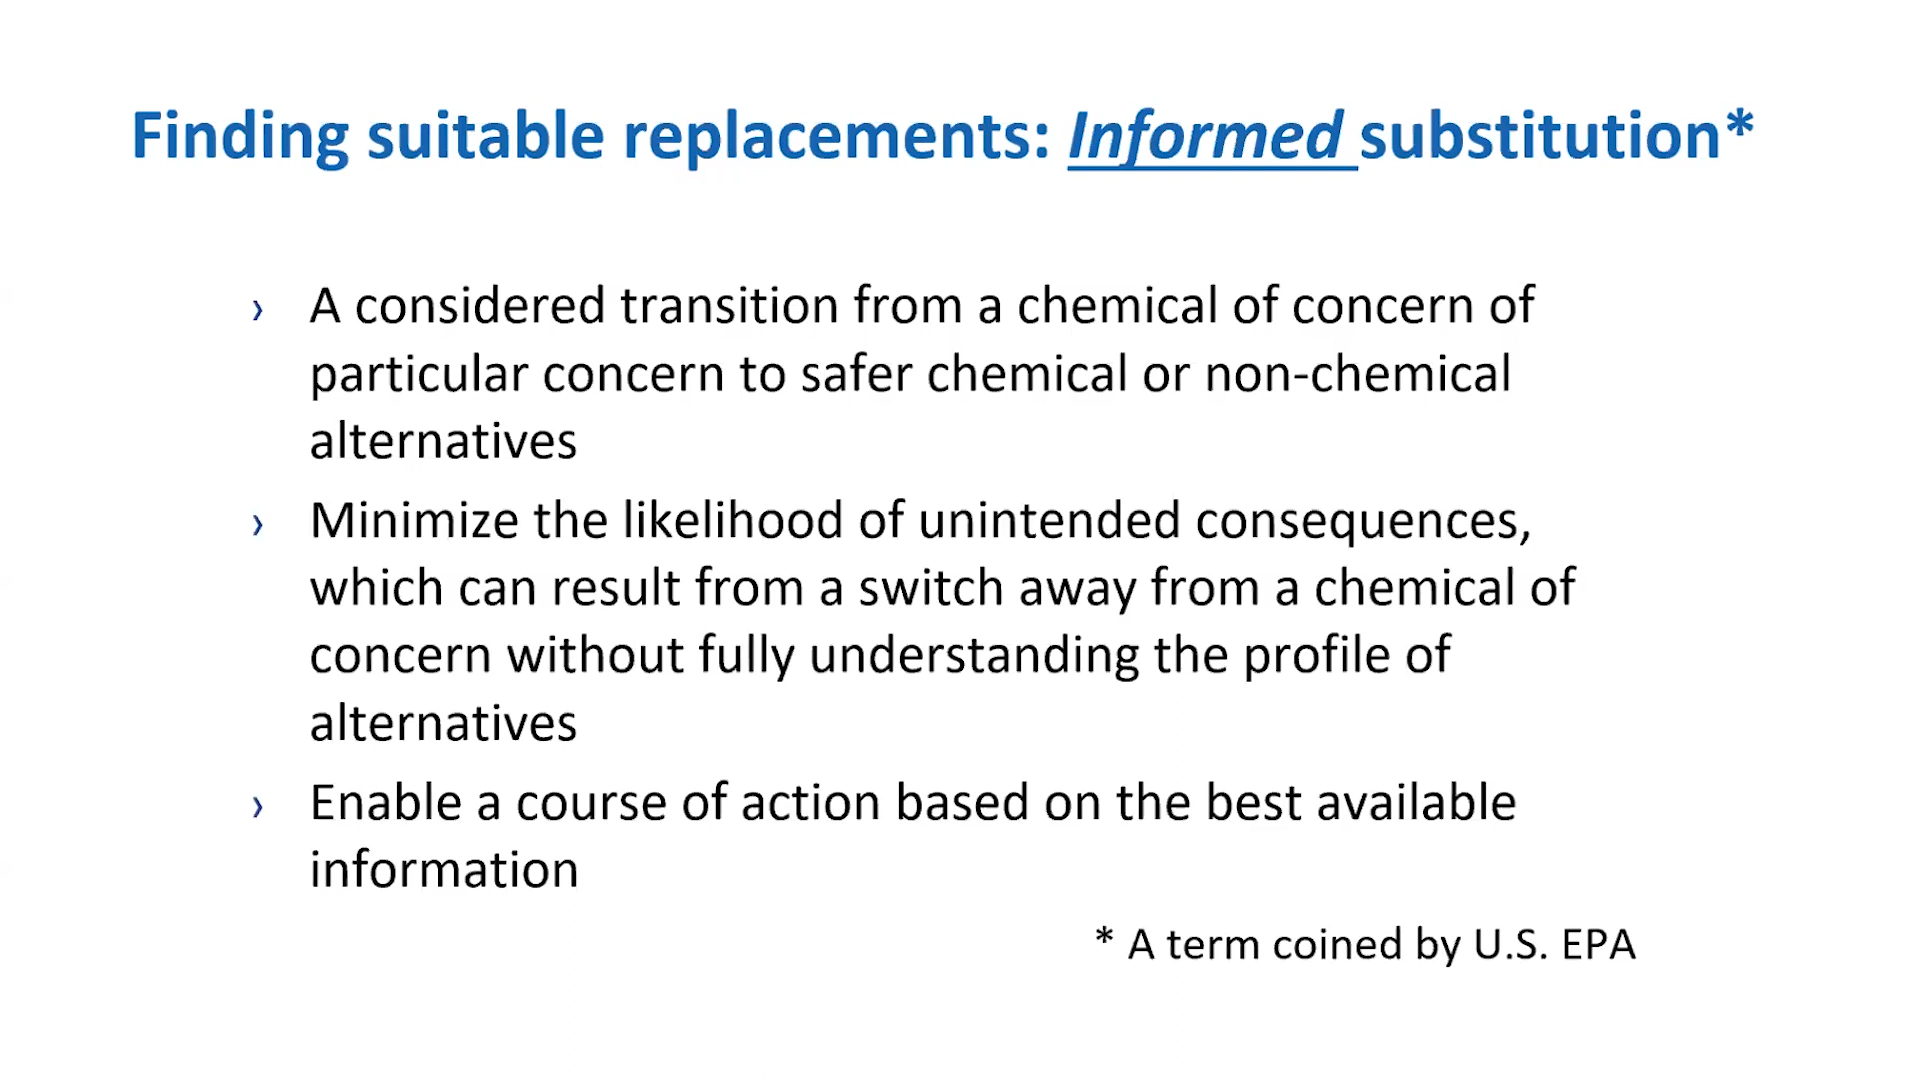 Finding suitable replacements: Informed substitution*
› A considered transition from a chemical of concern of
particular concern to safer chemical or non-chemical
alternatives
› Minimize the likelihood of unintended consequences,
which can result from a switch away from a chemical of
concern without fully understanding the profile of
alternatives
› Enable a course of action based on the best available
information
* A term coined by U.S. EPA